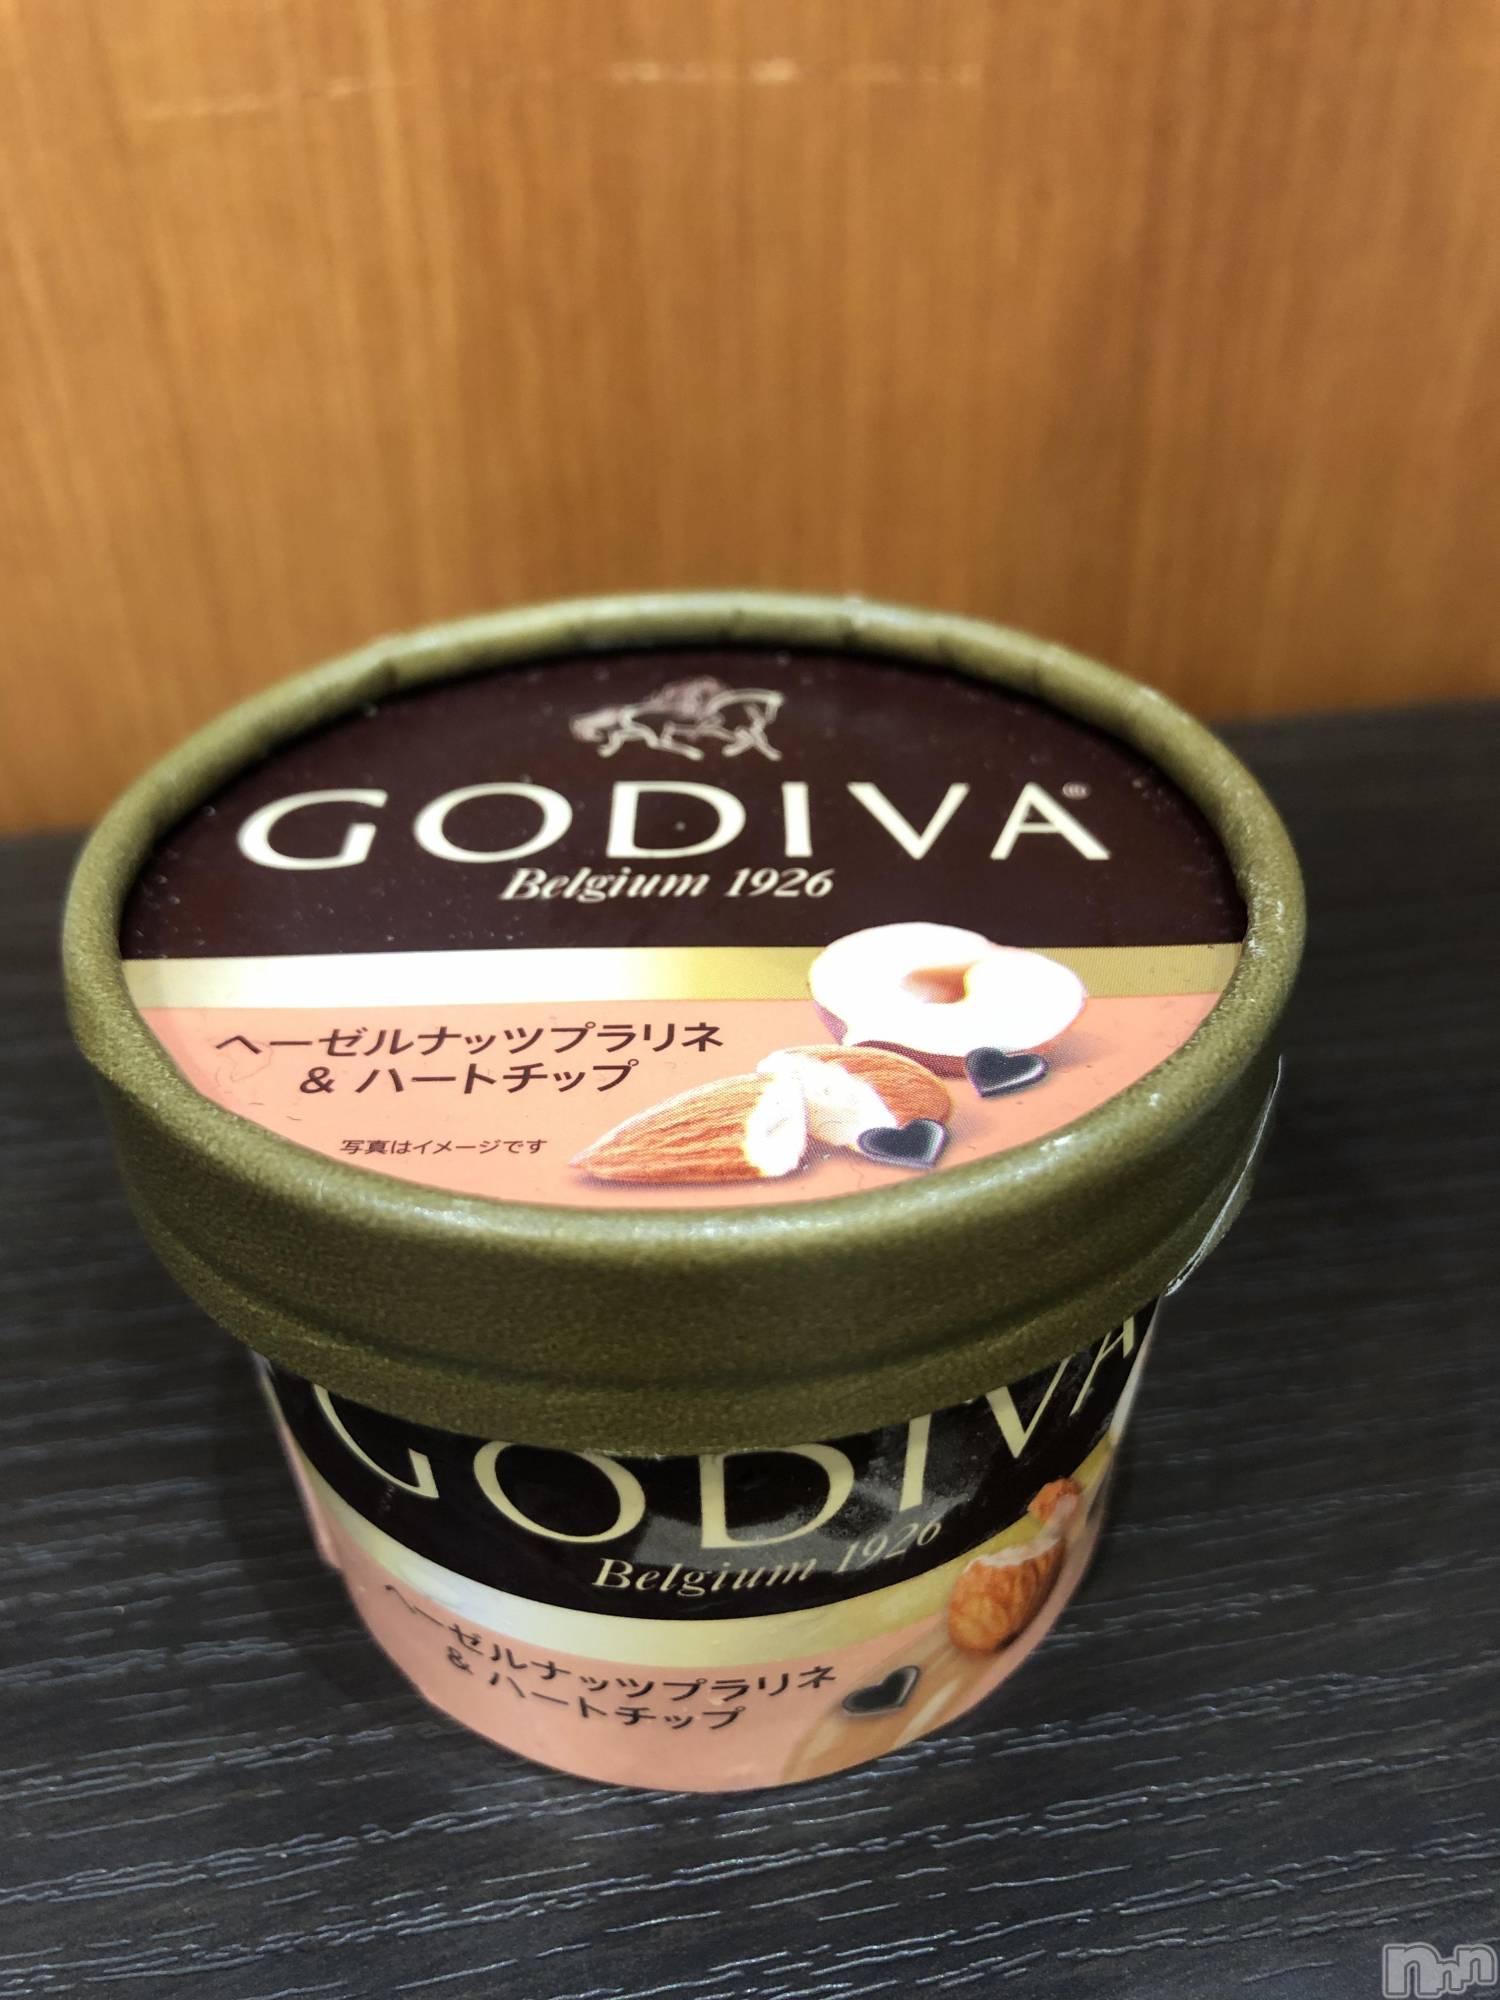 GODIVA®
Belgium 1926
ヘーゼルナッツプラリネ
& ハートチップ
写真はイメージです
GODIVA
Belgium 1926
ヘーゼルナッツプラリネ
& ハートチップ
nnn